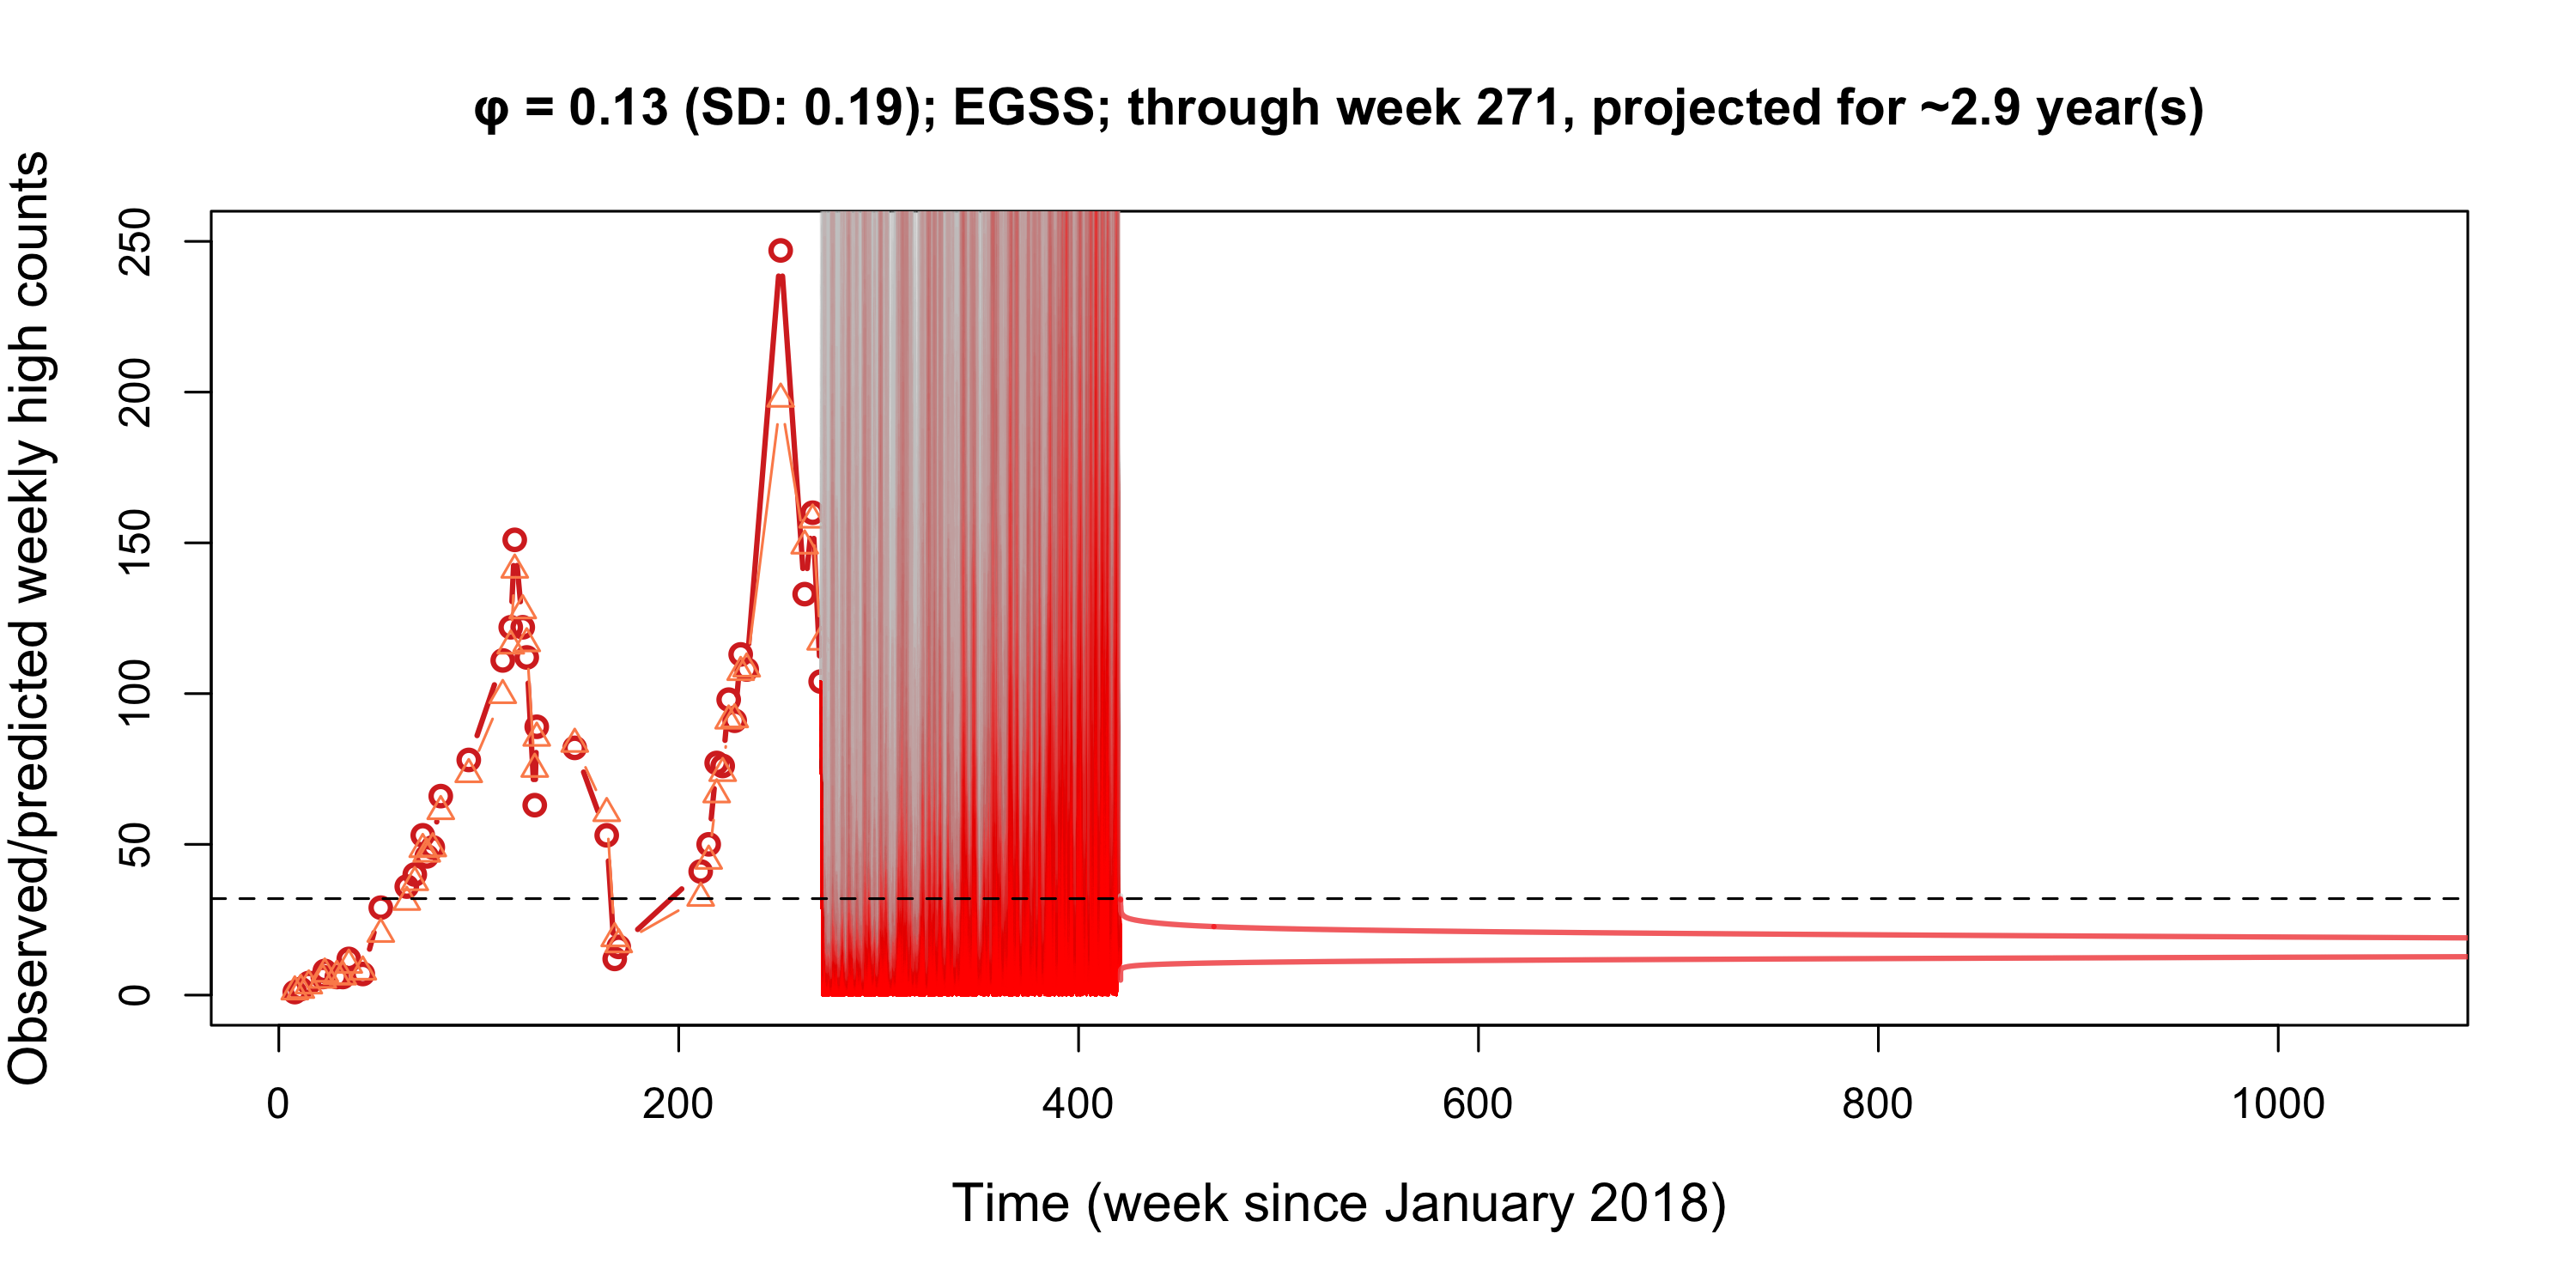 φ = 0.13 (SD: 0.19); EGSS; through week 271, projected for ~2.9 year(s)
Observed/predicted weekly high counts
250
200
150
100
50
0
0 200 400 600 800 1000
Time (week since January 2018)